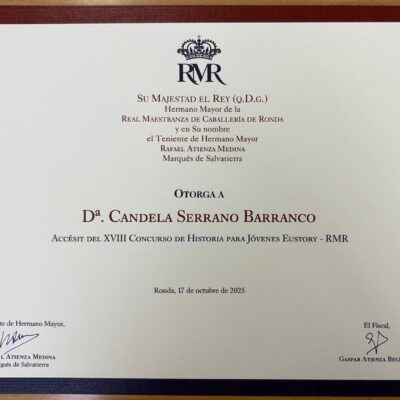 RMR
SU MAJESTAD EL REY (Q.D.G.)
Hermano Mayor de la
REAL MAESTRANZA DE CABALLERÍA DE RONDA
y en Su nombre
el Teniente de Hermano Mayor
RAFAEL ATIENZA MEDINA
Marqués de Salvatierra
OTORGA A
Dª. CANDELA SERRANO BARRANCO
ACCÉSIT DEL XVIII CONCURSO DE HISTORIA PARA JÓVENES EUSTORY - RMR
Ronda, 17 de octubre de 2025
te de Hermano Mayor,
EL ATIENZA MEDINA
rqués de Salvatierra
El Fiscal,
GASPAR ATIENZA BEC